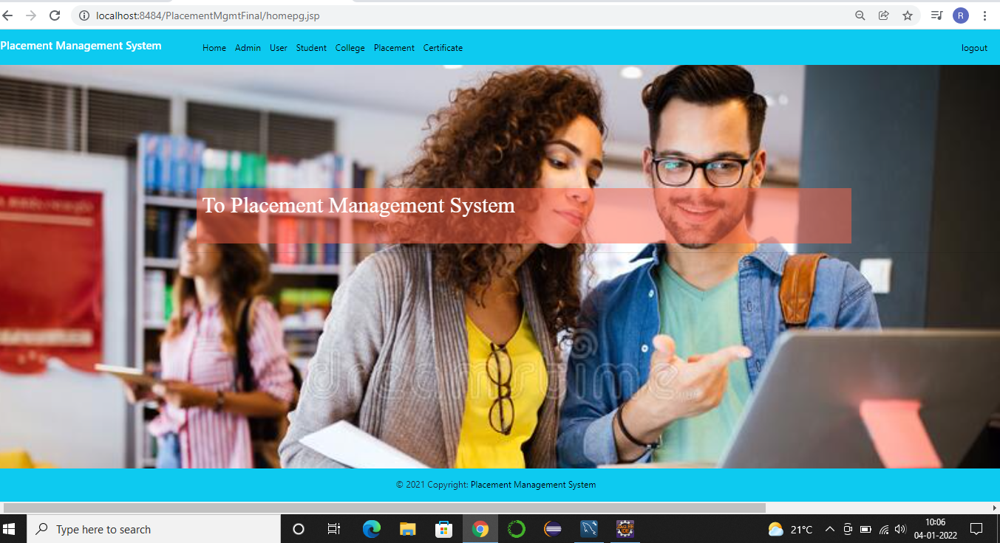 localhost:8484/PlacementMgmtFinal/homepg.jsp
R
Placement Management System
Home Admin User Student College Placement Certificate
logout
To Placement Management System
dreamstime
© 2021 Copyright: Placement Management System
Type here to search
21°C
10:06
04-01-2022